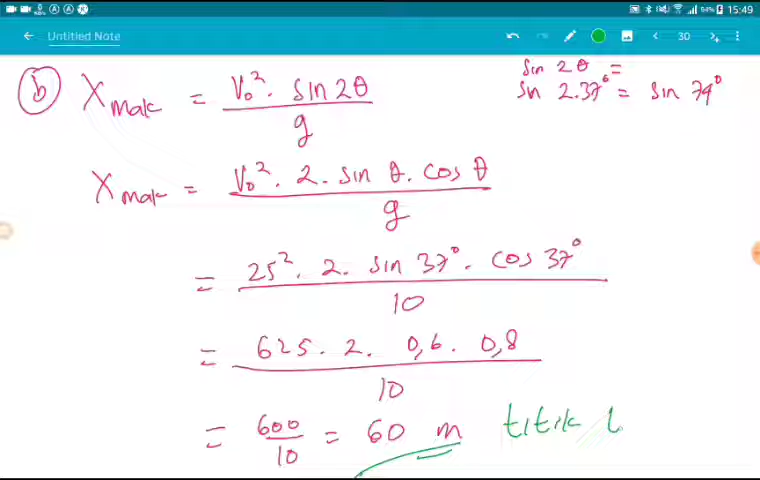 54% 15:49
Untitled Note
30
sin 2θ =
sin 2.37° = sin 74°
b
Xmak = V₀² . sin 2θ / g
Xmak = V₀² . 2 . sin θ . cos θ / g
= 25² . 2 . sin 37° . cos 37° / 10
= 625 . 2 . 0,6 . 0,8 / 10
= 600/10 = 60 m titik